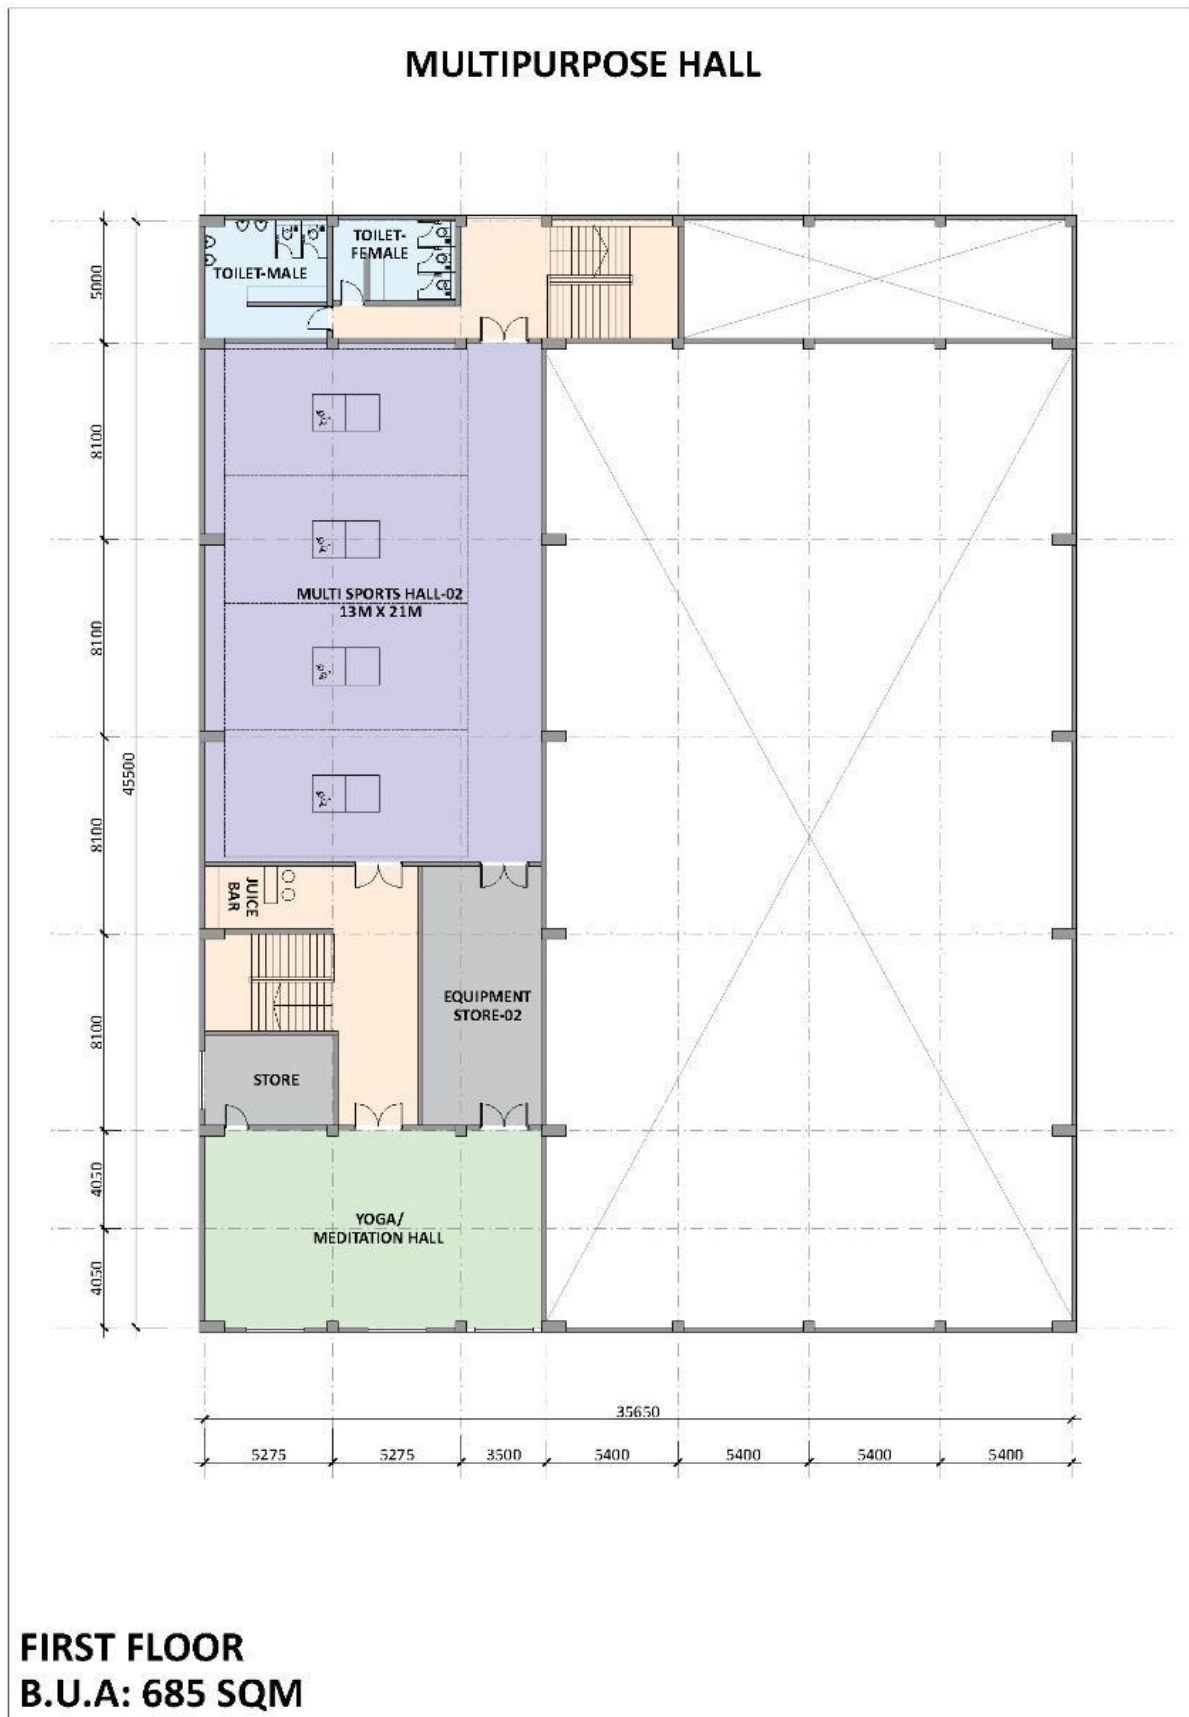 MULTIPURPOSE HALL
TOILET-MALE
TOILET-
FEMALE
5000
8100
8100
8100
8100
4050
4050
45500
MULTI SPORTS HALL-02
13M X 21M
JUICE
BAR
EQUIPMENT
STORE-02
STORE
YOGA/
MEDITATION HALL
35650
5275
5275
3500
5400
5400
5400
5400
FIRST FLOOR
B.U.A: 685 SQM